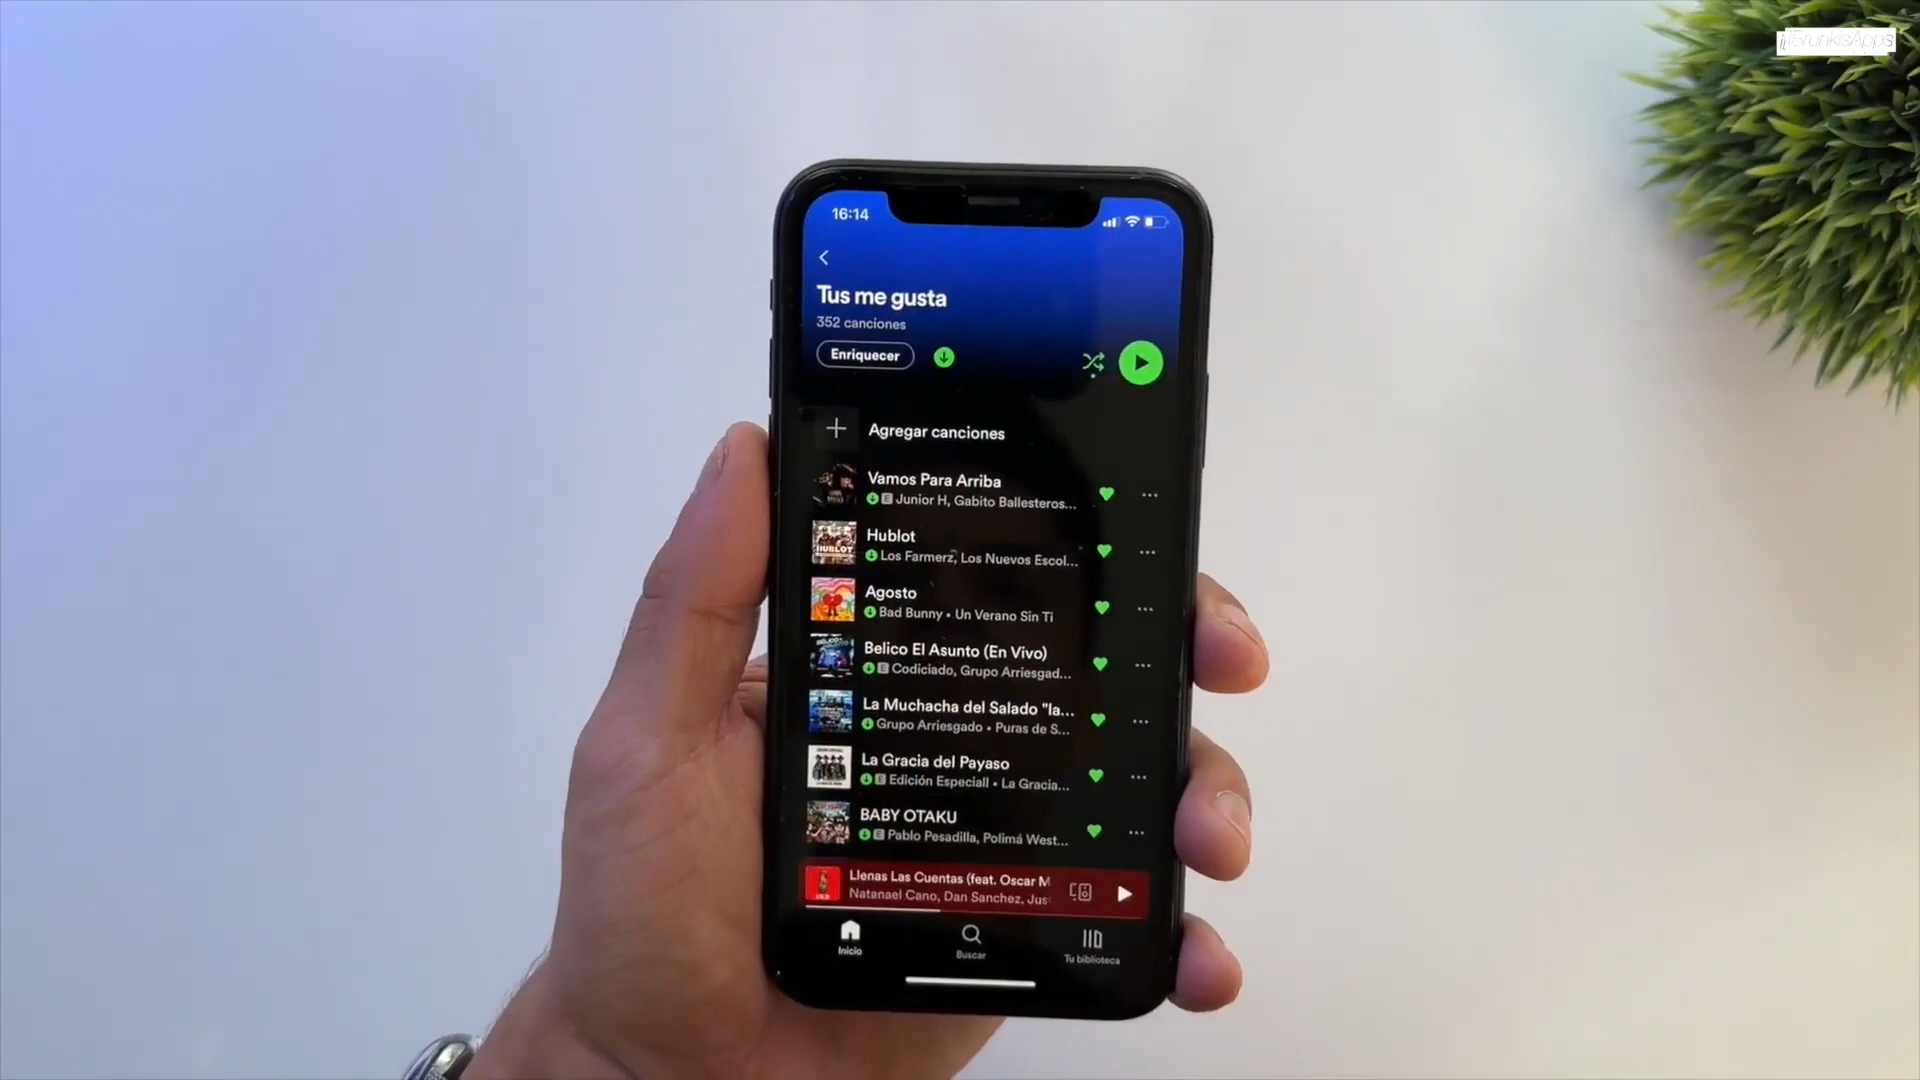 16:14
Tus me gusta
352 canciones
Enriquecer
Agregar canciones
Vamos Para Arriba
E Junior H, Gabito Ballesteros...
Hublot
HUBLOT
Los Farmerz, Los Nuevos Escol...
Agosto
Bad Bunny • Un Verano Sin Ti
Belico El Asunto (En Vivo)
E Codiciado, Grupo Arriesgad...
La Muchacha del Salado "la...
Grupo Arriesgado • Puras de S...
La Gracia del Payaso
E Edición Especiall • La Gracia...
BABY OTAKU
E Pablo Pesadilla, Polimá West...
Llenas Las Cuentas (feat. Oscar M
Natanael Cano, Dan Sanchez, Jus
Inicio
Buscar
Tu biblioteca